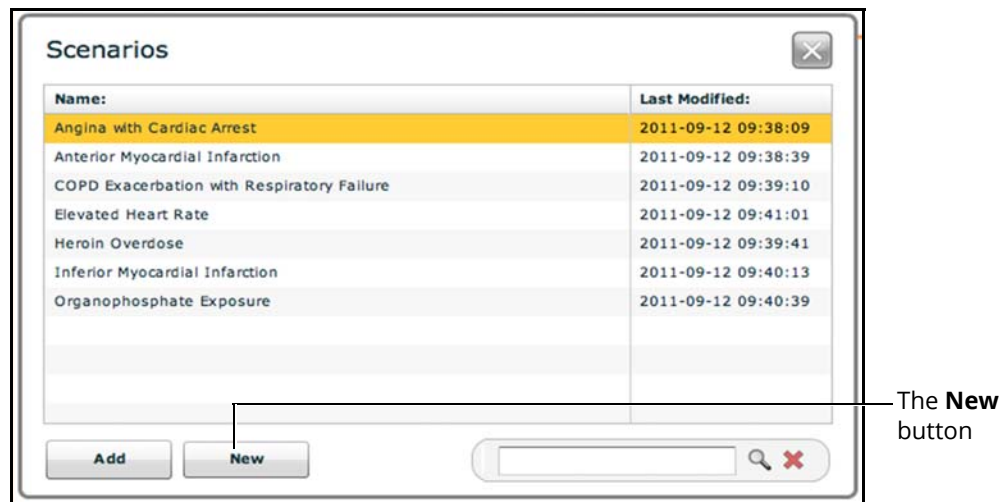 Scenarios
Name: Last Modified:
Angina with Cardiac Arrest 2011-09-12 09:38:09
Anterior Myocardial Infarction 2011-09-12 09:38:39
COPD Exacerbation with Respiratory Failure 2011-09-12 09:39:10
Elevated Heart Rate 2011-09-12 09:41:01
Heroin Overdose 2011-09-12 09:39:41
Inferior Myocardial Infarction 2011-09-12 09:40:13
Organophosphate Exposure 2011-09-12 09:40:39
The New
button
Add New